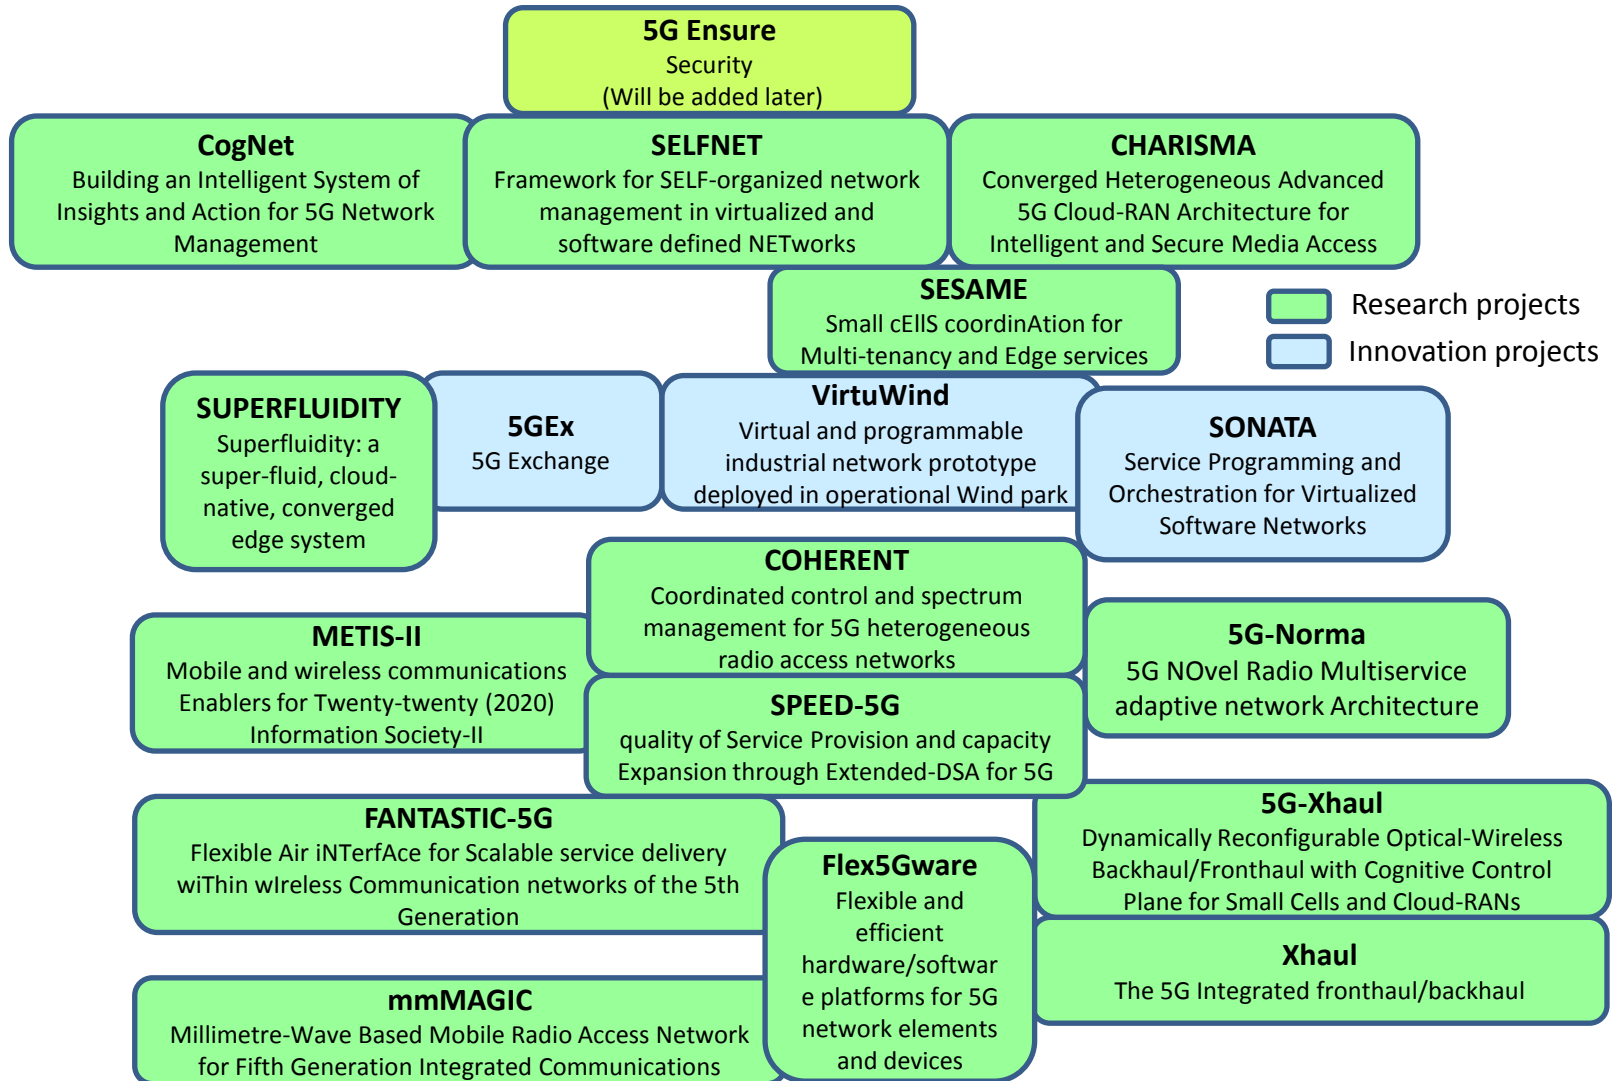 5G Ensure
Security
(Will be added later)
CogNet
Building an Intelligent System of
Insights and Action for 5G Network
Management
SELFNET
Framework for SELF-organized network
management in virtualized and
software defined NETworks
CHARISMA
Converged Heterogeneous Advanced
5G Cloud-RAN Architecture for
Intelligent and Secure Media Access
SESAME
Small cEllS coordinAtion for
Multi-tenancy and Edge services
Research projects
Innovation projects
SUPERFLUIDITY
Superfluidity: a
super-fluid, cloud-
native, converged
edge system
5GEx
5G Exchange
VirtuWind
Virtual and programmable
industrial network prototype
deployed in operational Wind park
SONATA
Service Programming and
Orchestration for Virtualized
Software Networks
COHERENT
Coordinated control and spectrum
management for 5G heterogeneous
radio access networks
METIS-II
Mobile and wireless communications
Enablers for Twenty-twenty (2020)
Information Society-II
5G-Norma
5G NOvel Radio Multiservice
adaptive network Architecture
SPEED-5G
quality of Service Provision and capacity
Expansion through Extended-DSA for 5G
FANTASTIC-5G
Flexible Air iNTerfAce for Scalable service delivery
wiThin wIreless Communication networks of the 5th
Generation
Flex5Gware
Flexible and
efficient
hardware/softwar
e platforms for 5G
network elements
and devices
5G-Xhaul
Dynamically Reconfigurable Optical-Wireless
Backhaul/Fronthaul with Cognitive Control
Plane for Small Cells and Cloud-RANs
Xhaul
The 5G Integrated fronthaul/backhaul
mmMAGIC
Millimetre-Wave Based Mobile Radio Access Network
for Fifth Generation Integrated Communications